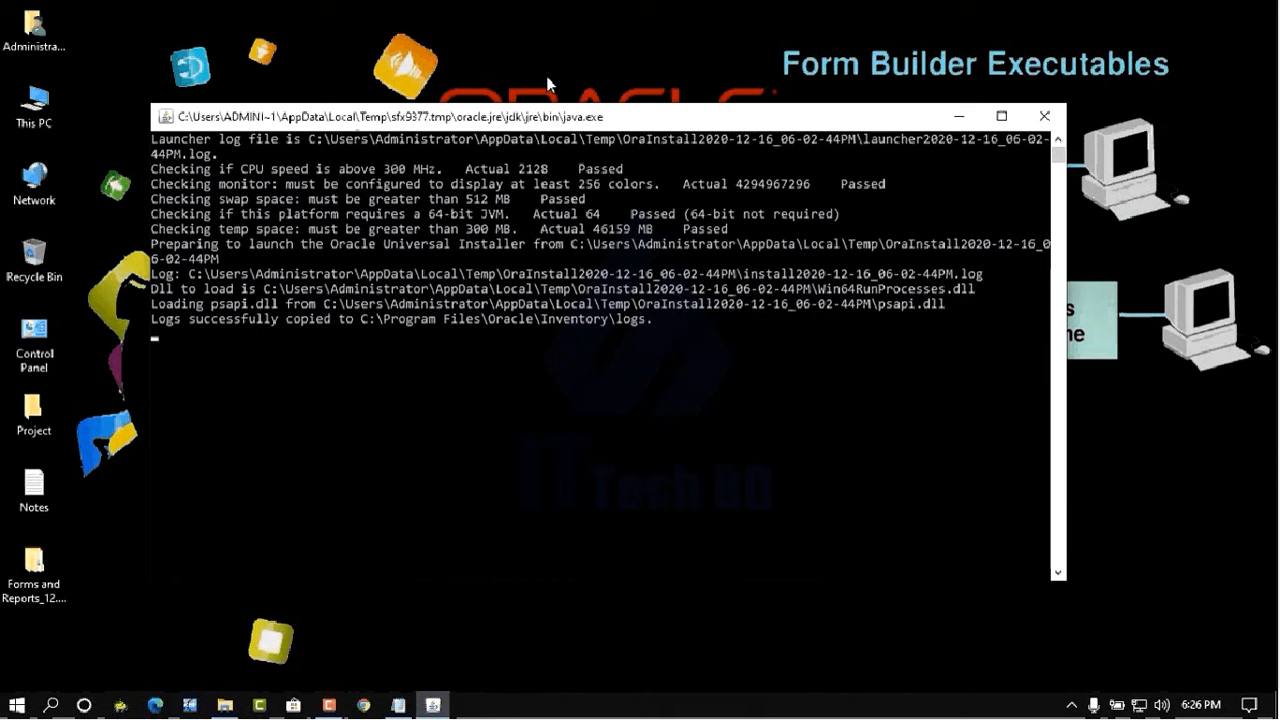 Administra...
This PC
Network
Recycle Bin
Control
Panel
Project
Notes
Forms and
Reports_12....
Form Builder Executables
C:\Users\ADMINI~1\AppData\Local\Temp\sfx9377.tmp\oracle.jre\jdk\jre\bin\java.exe
Launcher log file is C:\Users\Administrator\AppData\Local\Temp\OraInstall2020-12-16_06-02-44PM\launcher2020-12-16_06-02-
44PM.log.
Checking if CPU speed is above 300 MHz.   Actual 2128    Passed
Checking monitor: must be configured to display at least 256 colors.   Actual 4294967296    Passed
Checking swap space: must be greater than 512 MB    Passed
Checking if this platform requires a 64-bit JVM.   Actual 64    Passed (64-bit not required)
Checking temp space: must be greater than 300 MB.   Actual 46159 MB    Passed
Preparing to launch the Oracle Universal Installer from C:\Users\Administrator\AppData\Local\Temp\OraInstall2020-12-16_0
6-02-44PM
Log: C:\Users\Administrator\AppData\Local\Temp\OraInstall2020-12-16_06-02-44PM\install2020-12-16_06-02-44PM.log
Dll to load is C:\Users\Administrator\AppData\Local\Temp\OraInstall2020-12-16_06-02-44PM\Win64RunProcesses.dll
Loading psapi.dll from C:\Users\Administrator\AppData\Local\Temp\OraInstall2020-12-16_06-02-44PM\psapi.dll
Logs successfully copied to C:\Program Files\Oracle\Inventory\logs.
IT Tech BD
6:26 PM